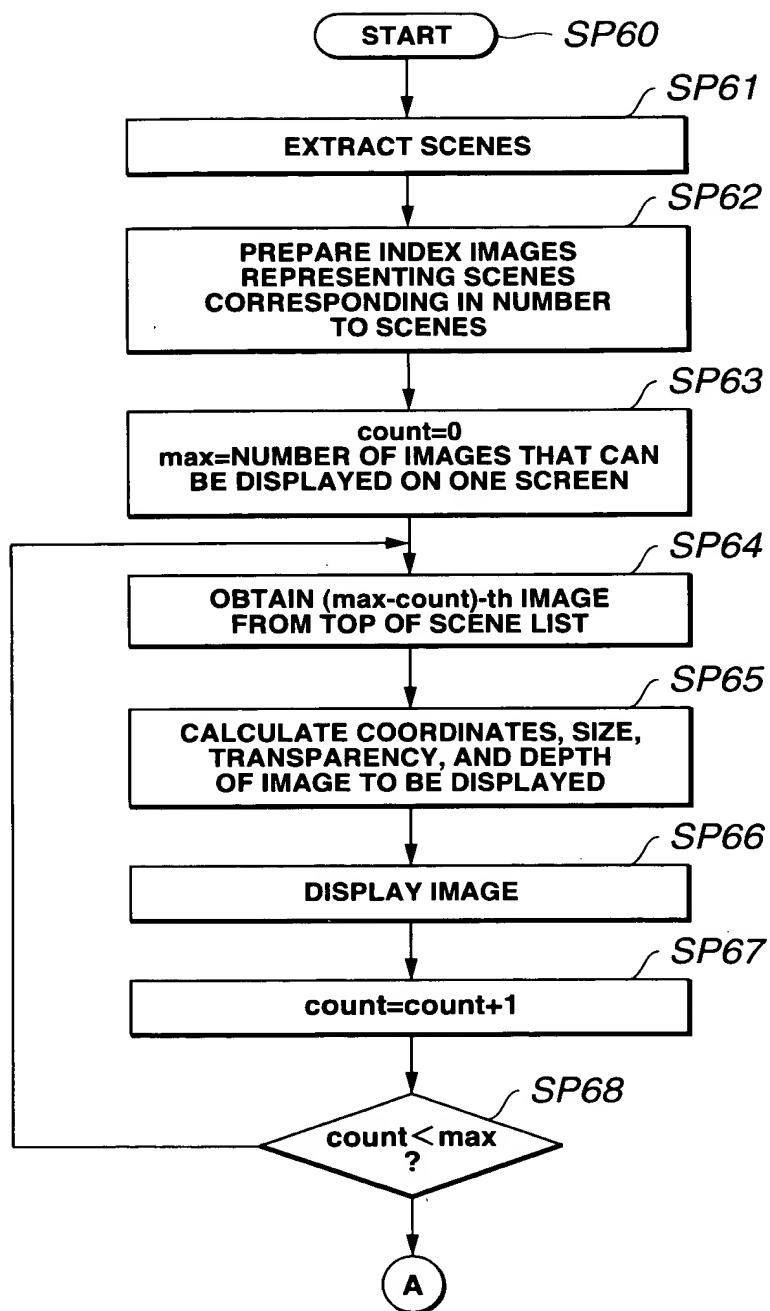 START
SP60
SP61
EXTRACT SCENES
SP62
PREPARE INDEX IMAGES
REPRESENTING SCENES
CORRESPONDING IN NUMBER
TO SCENES
SP63
count=0
max=NUMBER OF IMAGES THAT CAN
BE DISPLAYED ON ONE SCREEN
SP64
OBTAIN (max-count)-th IMAGE
FROM TOP OF SCENE LIST
SP65
CALCULATE COORDINATES, SIZE,
TRANSPARENCY, AND DEPTH
OF IMAGE TO BE DISPLAYED
SP66
DISPLAY IMAGE
SP67
count=count+1
SP68
count<max
?
A